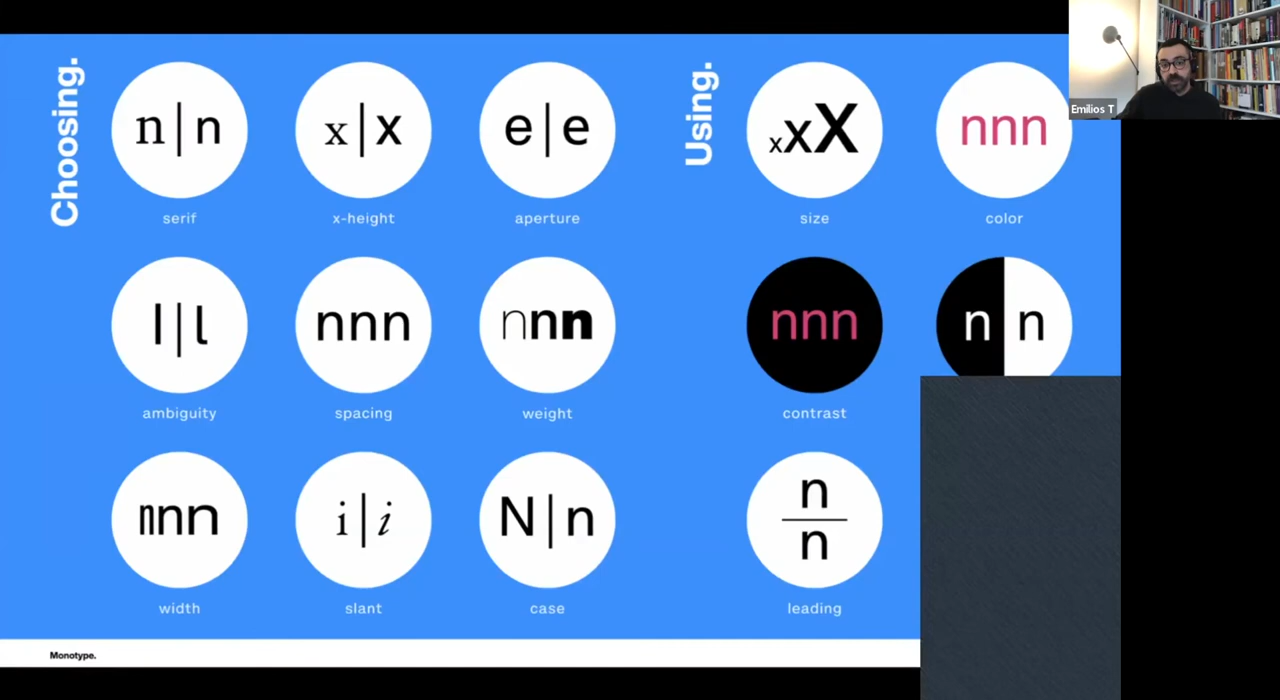 Choosing.
n|n
serif
x|x
x-height
e|e
aperture
l|l
ambiguity
nnn
spacing
nnn
weight
nnn
width
i|i
slant
N|n
case
Using.
xxX
size
nnn
color
nnn
contrast
n n
n
n
leading
Monotype.
Emilios T